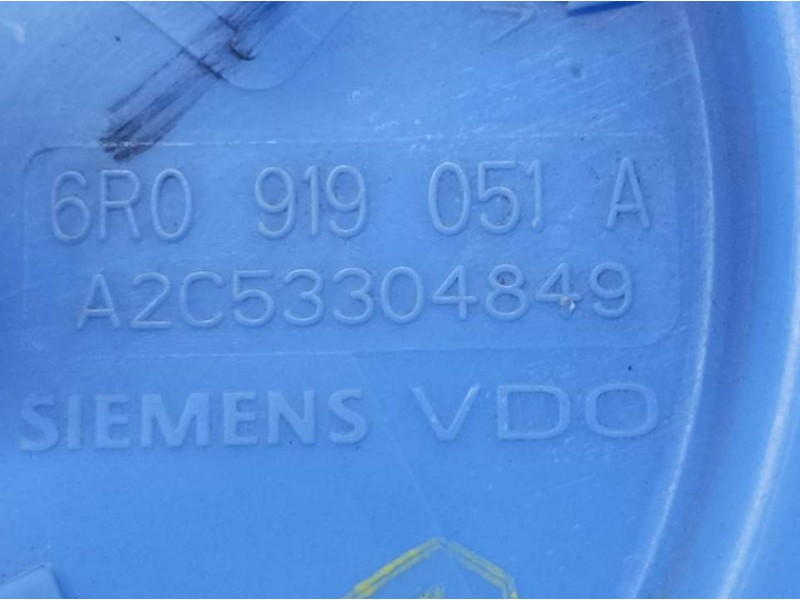 6R0 919 051 A
A2C53304849
SIEMENS VDO